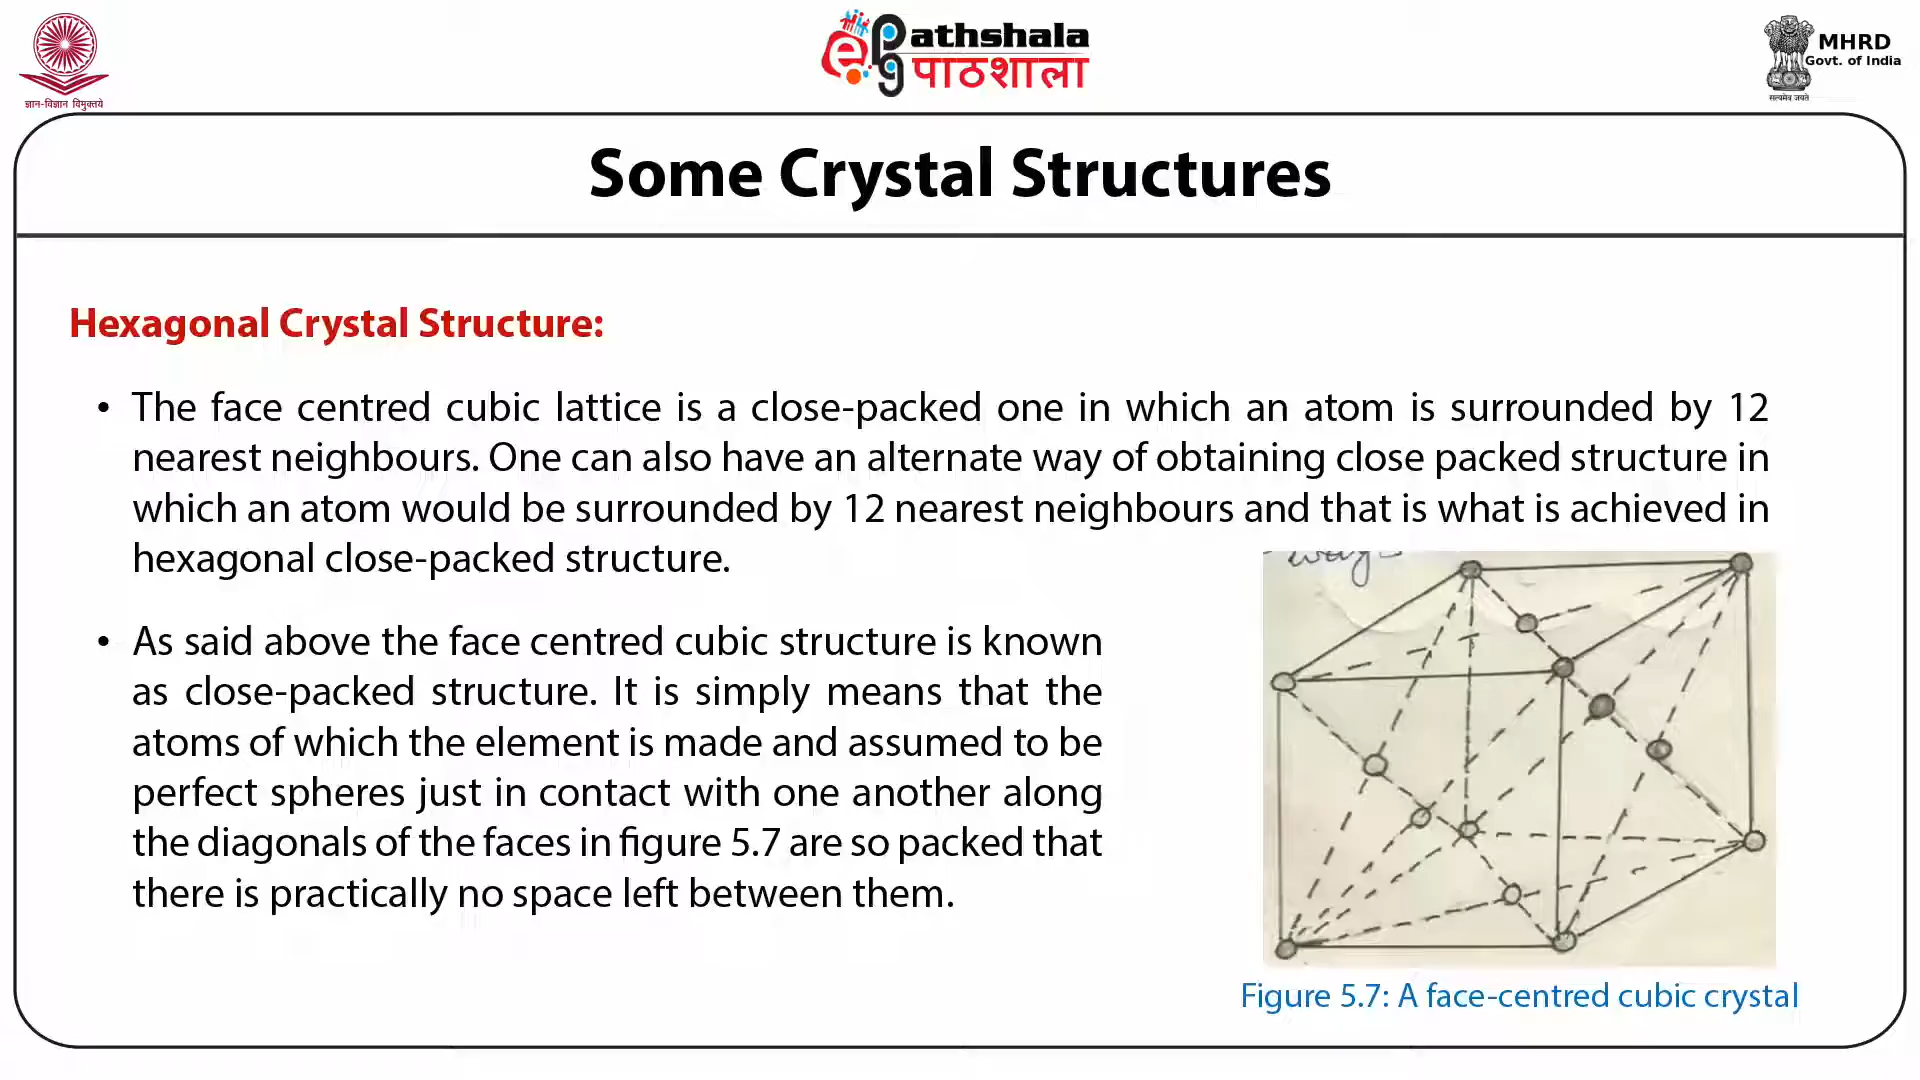 ज्ञान-विज्ञान विमुक्तये
ePathshala
पाठशाला
MHRD
Govt. of India
सत्यमेव जयते
Some Crystal Structures
Hexagonal Crystal Structure:
• The face centred cubic lattice is a close-packed one in which an atom is surrounded by 12
nearest neighbours. One can also have an alternate way of obtaining close packed structure in
which an atom would be surrounded by 12 nearest neighbours and that is what is achieved in
hexagonal close-packed structure.
• As said above the face centred cubic structure is known
as close-packed structure. It is simply means that the
atoms of which the element is made and assumed to be
perfect spheres just in contact with one another along
the diagonals of the faces in figure 5.7 are so packed that
there is practically no space left between them.
Figure 5.7: A face-centred cubic crystal